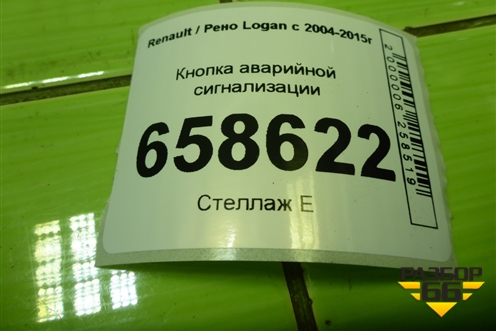 Renault / Рено Logan с 2004-2015г
Кнопка аварийной
сигнализации
658622
Стеллаж Е
2000006258519
РАЗБОР
66